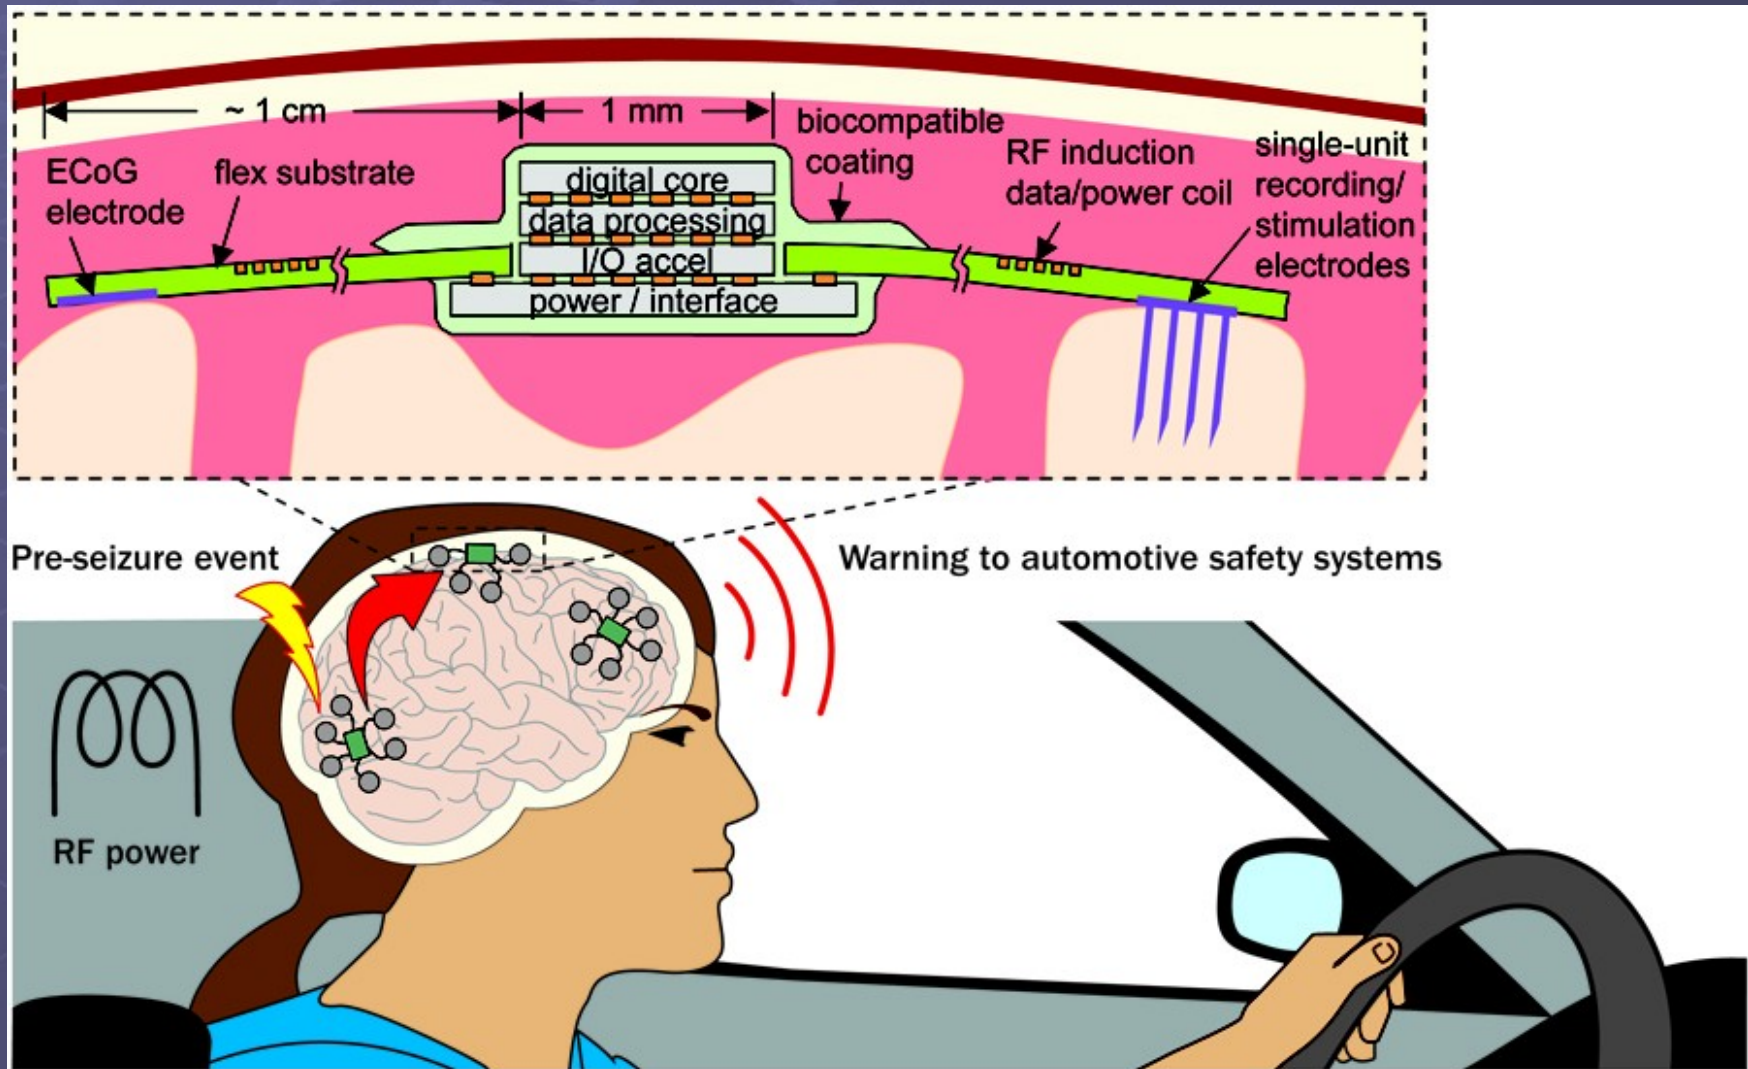 ~ 1 cm
1 mm
ECoG
electrode
flex substrate
digital core
data processing
I/O accel
power / interface
biocompatible
coating
RF induction
data/power coil
single-unit
recording/
stimulation
electrodes
Pre-seizure event
Warning to automotive safety systems
RF power